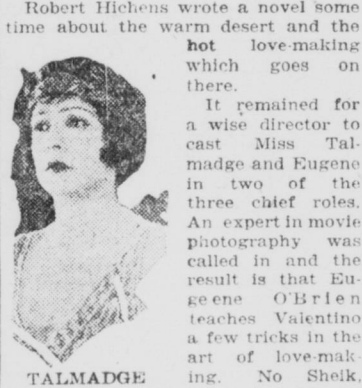 Robert Hichens wrote a novel some
time about the warm desert and the
hot love-making
which goes on
there.
It remained for
a wise director to
cast Miss Tal-
madge and Eugene
in two of the
three chief roles.
An expert in movie
photography was
called in and the
result is that Eu-
geene O'Brien
teaches Valentino
a few tricks in the
art of love-mak-
ing. No Sheik.
TALMADGE